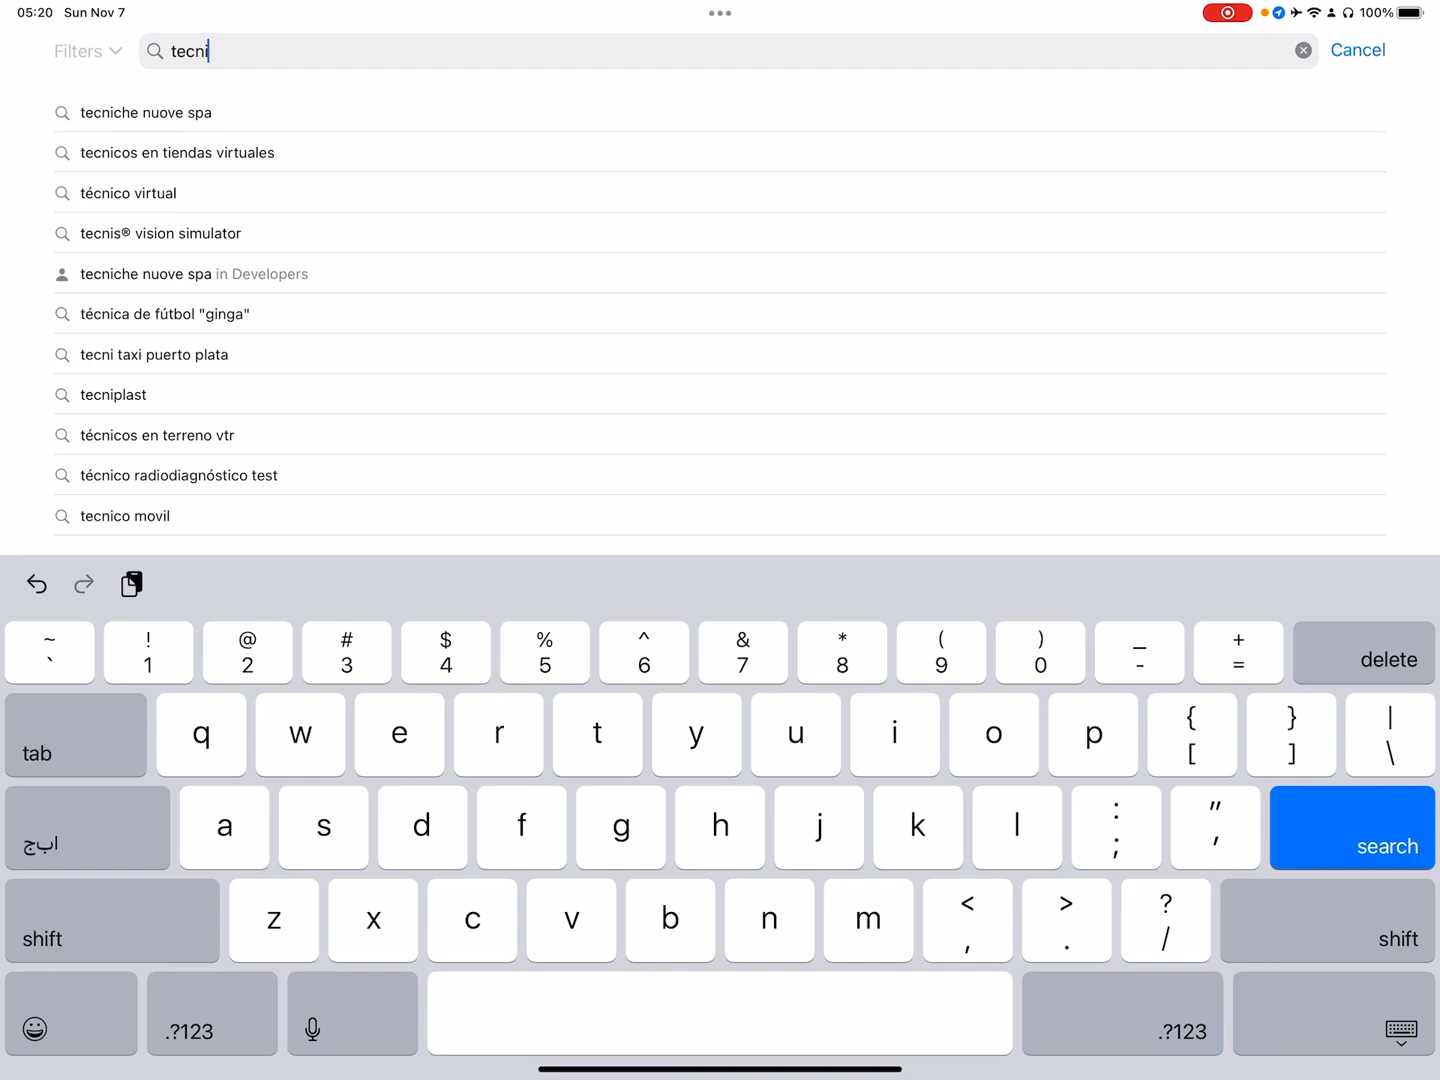 05:20 Sun Nov 7
100%
Filters tecni Cancel
tecniche nuove spa
tecnicos en tiendas virtuales
técnico virtual
tecnis® vision simulator
tecniche nuove spa in Developers
técnica de fútbol "ginga"
tecni taxi puerto plata
tecniplast
técnicos en terreno vtr
técnico radiodiagnóstico test
tecnico movil
~ ! @ # $ % ^ & * ( ) _ +
` 1 2 3 4 5 6 7 8 9 0 - = delete
tab q w e r t y u i o p { [ } ] | \
ابج a s d f g h j k l : ; " ' search
shift z x c v b n m < , > . ? / shift
.?123 .?123